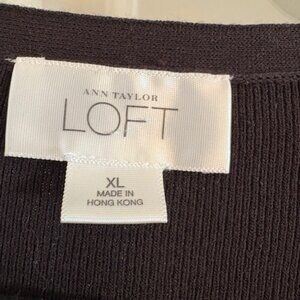 ANN TAYLOR
LOFT
XL
MADE IN
HONG KONG